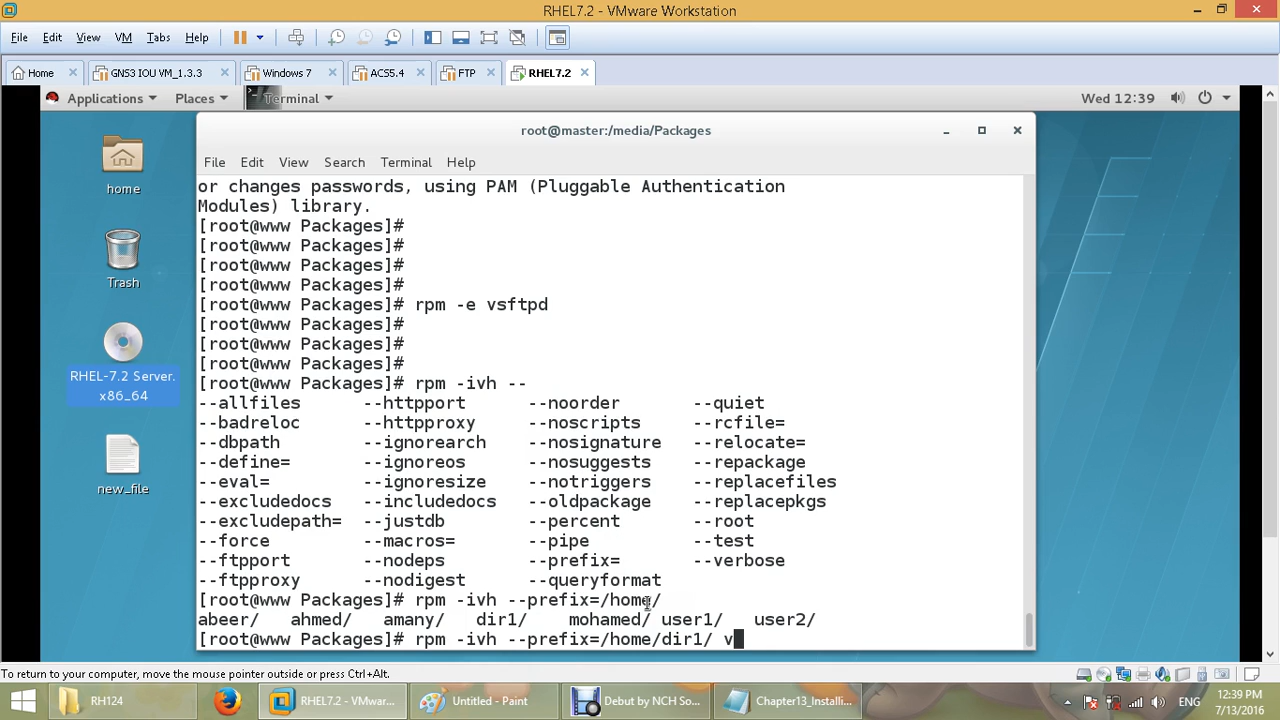 RHEL7.2 - VMware Workstation
File Edit View VM Tabs Help
Home GNS3 IOU VM_1.3.3 Windows 7 ACS5.4 FTP RHEL7.2
Applications Places Terminal Wed 12:39
root@master:/media/Packages
File Edit View Search Terminal Help
home
Trash
RHEL-7.2 Server.
x86_64
new_file
or changes passwords, using PAM (Pluggable Authentication
Modules) library.
[root@www Packages]#
[root@www Packages]#
[root@www Packages]#
[root@www Packages]#
[root@www Packages]# rpm -e vsftpd
[root@www Packages]#
[root@www Packages]#
[root@www Packages]#
[root@www Packages]# rpm -ivh --
--allfiles --httpport --noorder --quiet
--badreloc --httpproxy --noscripts --rcfile=
--dbpath --ignorearch --nosignature --relocate=
--define= --ignoreos --nosuggests --repackage
--eval= --ignoresize --notriggers --replacefiles
--excludedocs --includedocs --oldpackage --replacepkgs
--excludepath= --justdb --percent --root
--force --macros= --pipe --test
--ftpport --nodeps --prefix= --verbose
--ftpproxy --nodigest --queryformat
[root@www Packages]# rpm -ivh --prefix=/home/
abeer/ ahmed/ amany/ dir1/ mohamed/ user1/ user2/
[root@www Packages]# rpm -ivh --prefix=/home/dir1/ v
To return to your computer, move the mouse pointer outside or press Ctrl+Alt.
RH124 RHEL7.2 - VMwa... Untitled - Paint Debut by NCH So... Chapter13_Installi... ENG 12:39 PM
7/13/2016